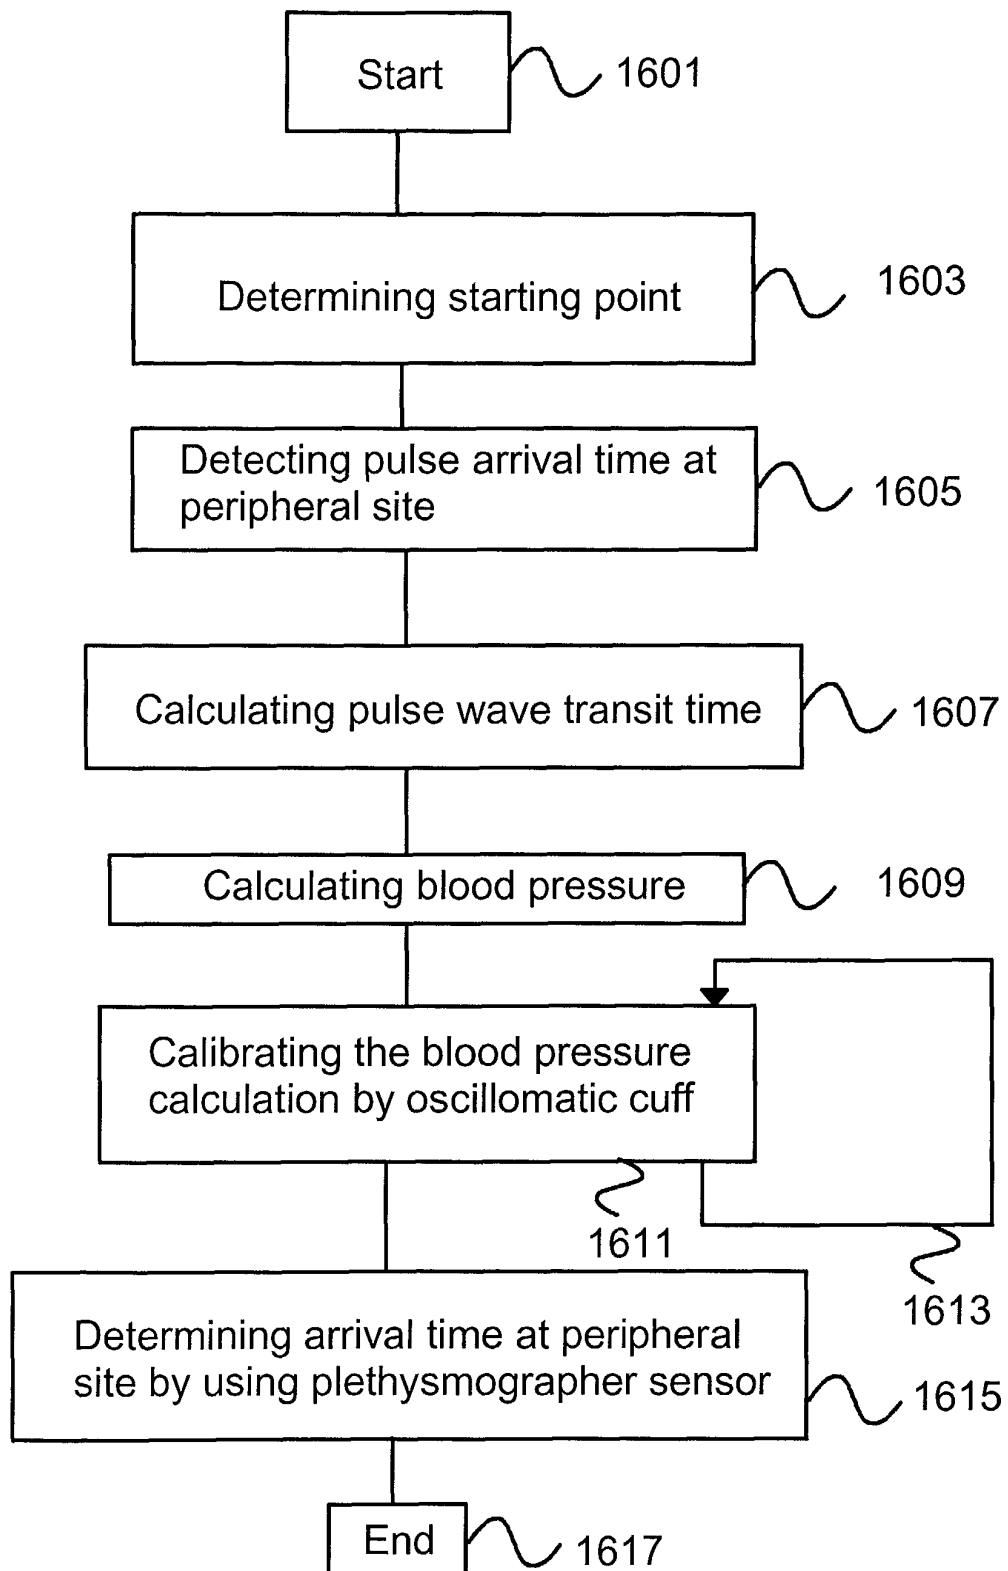 Start
1601
Determining starting point
1603
Detecting pulse arrival time at
peripheral site
1605
Calculating pulse wave transit time
1607
Calculating blood pressure
1609
Calibrating the blood pressure
calculation by oscillomatic cuff
1611
1613
Determining arrival time at peripheral
site by using plethysmographer sensor
1615
End
1617